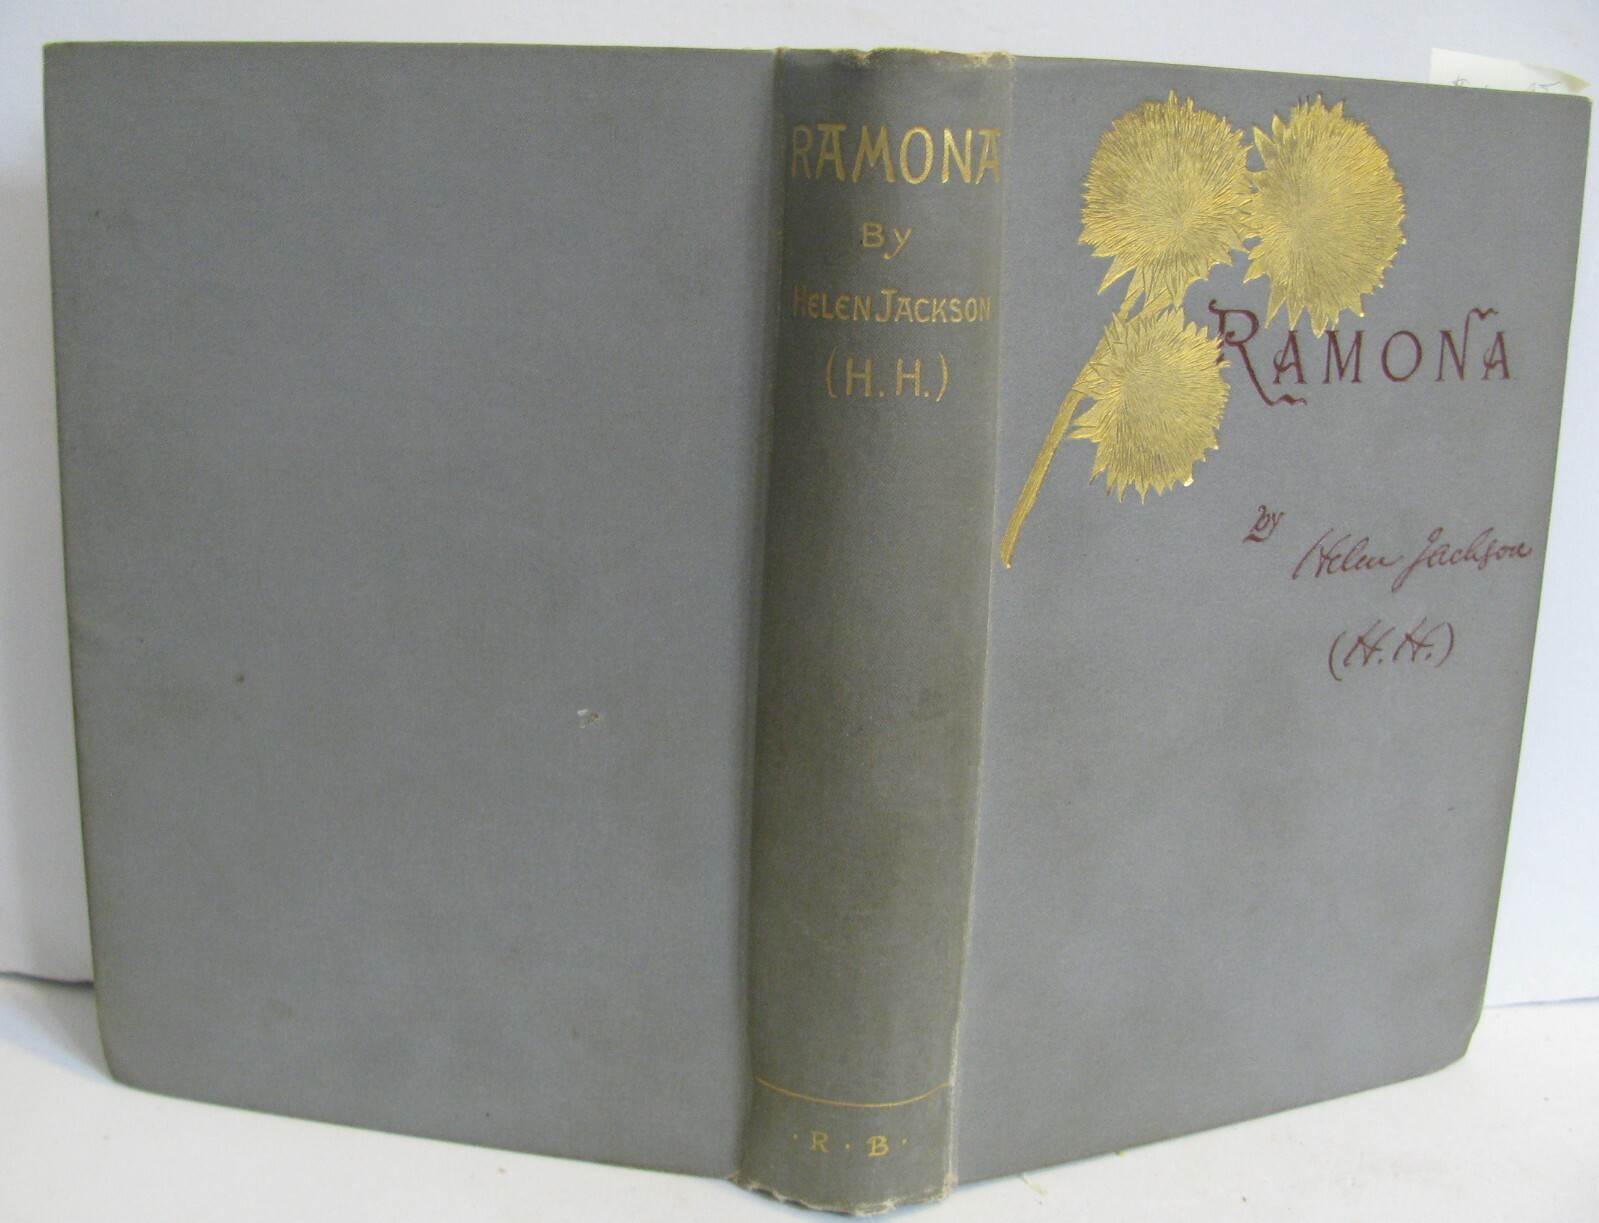 RAMONA
By
HELEN JACKSON
(H. H.)
· R · B ·
RAMONA
by
Helen Jackson
(H. H.)